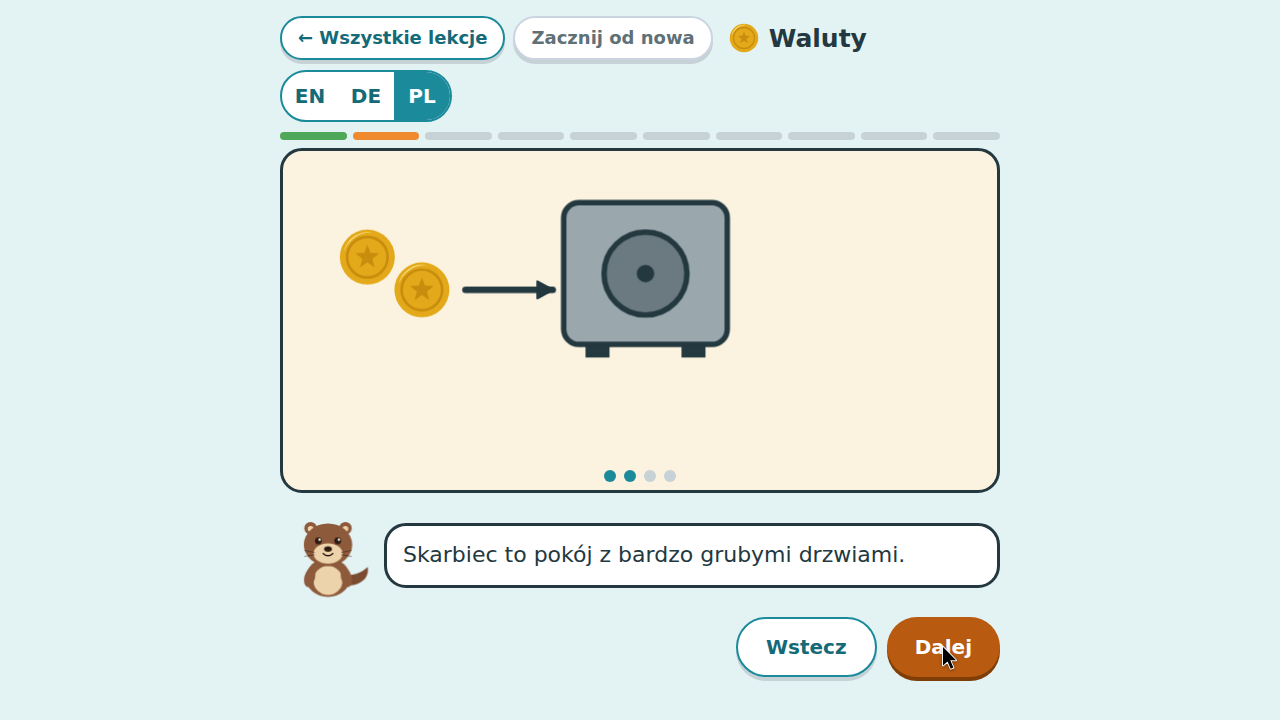 ← Wszystkie lekcje
Zacznij od nowa
Waluty
EN DE PL
Skarbiec to pokój z bardzo grubymi drzwiami.
Wstecz
Dalej